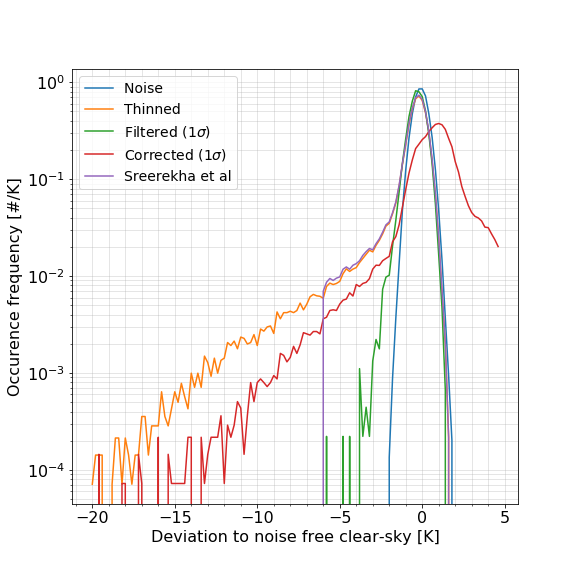 Noise
Thinned
Filtered (1σ)
Corrected (1σ)
Sreerekha et al
10⁰
10⁻¹
10⁻²
10⁻³
10⁻⁴
Occurence frequency [#/K]
−20 −15 −10 −5 0 5
Deviation to noise free clear-sky [K]